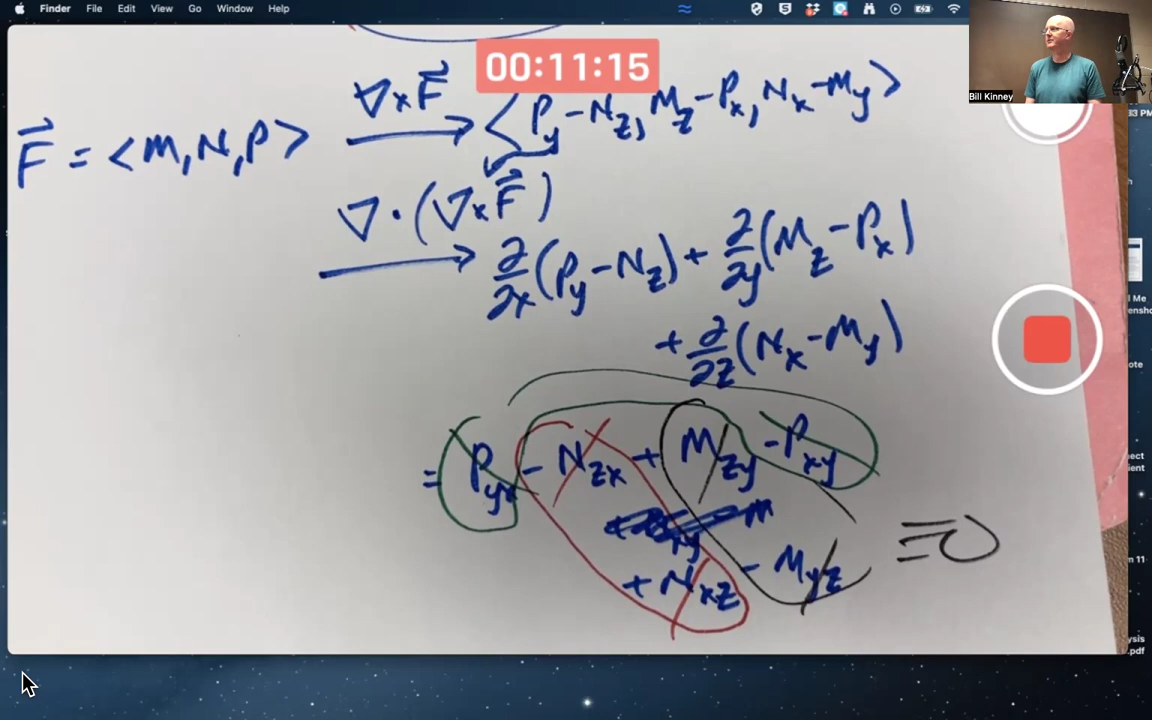 Finder File Edit View Go Window Help
00:11:15
Bill Kinney
∇×F⃗
F⃗ = <M,N,P> → <P_y-N_z, M_z-P_x, N_x-M_y>
∇·(∇×F⃗)
→ ∂/∂x(P_y-N_z) + ∂/∂y(M_z-P_x)
+ ∂/∂z(N_x-M_y)
= P_yx - N_zx + M_zy - P_xy
+ N_xz - M_yz ≡0